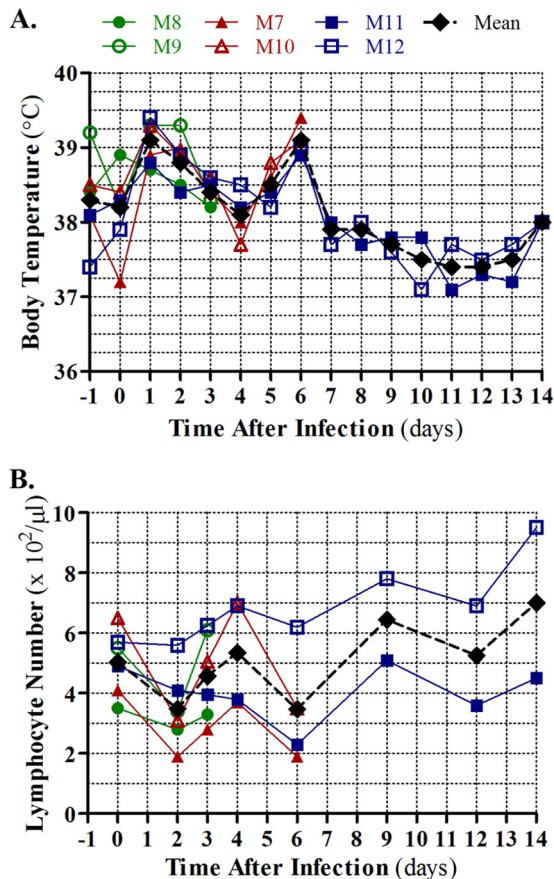 A.
M8 M7 M11 Mean
M9 M10 M12
Body Temperature (°C)
40
39
38
37
36
-1 0 1 2 3 4 5 6 7 8 9 10 11 12 13 14
Time After Infection (days)
B.
Lymphocyte Number (x 10²/µl)
10
8
6
4
2
0
-1 0 1 2 3 4 5 6 7 8 9 10 11 12 13 14
Time After Infection (days)